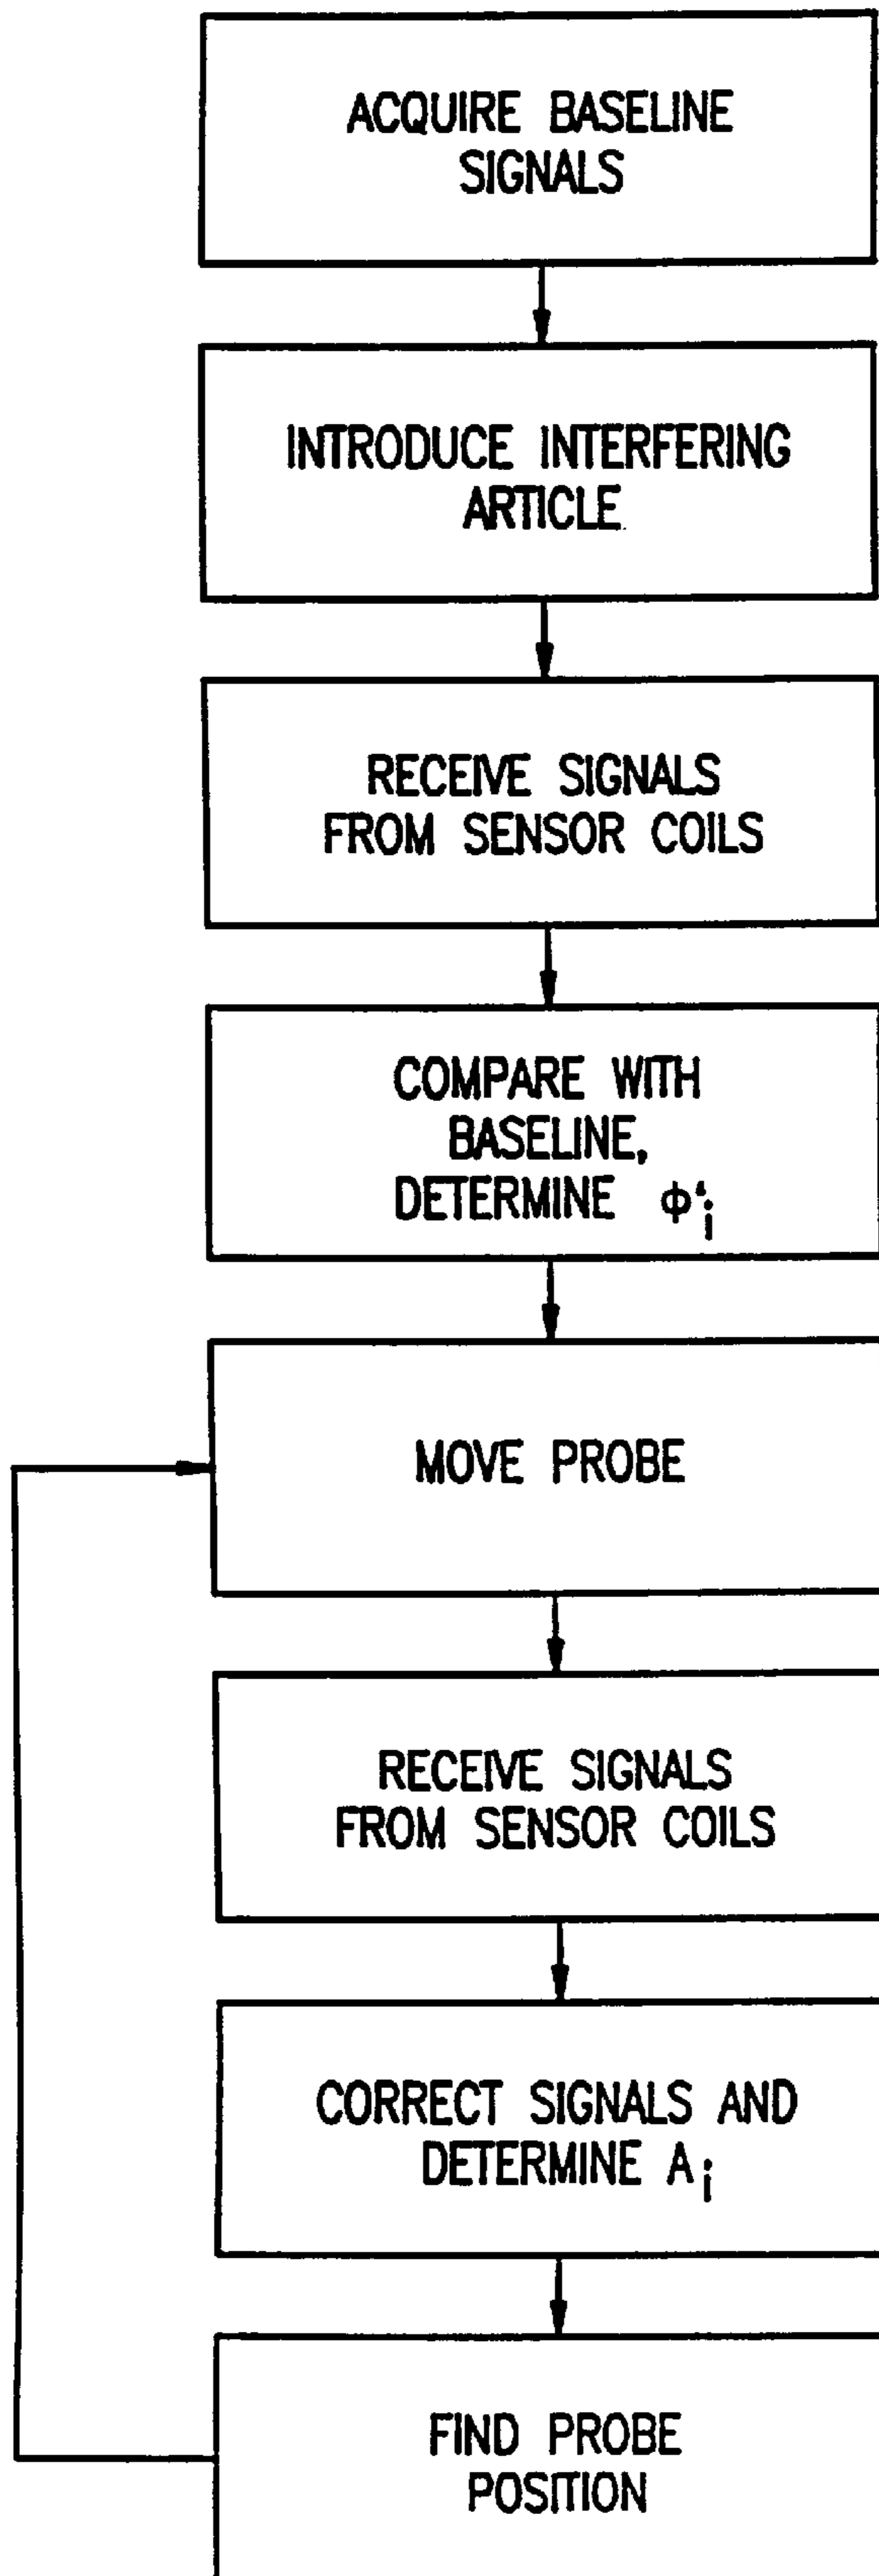 ACQUIRE BASELINE
SIGNALS
INTRODUCE INTERFERING
ARTICLE
RECEIVE SIGNALS
FROM SENSOR COILS
COMPARE WITH
BASELINE,
DETERMINE ϕ'i
MOVE PROBE
RECEIVE SIGNALS
FROM SENSOR COILS
CORRECT SIGNALS AND
DETERMINE Ai
FIND PROBE
POSITION